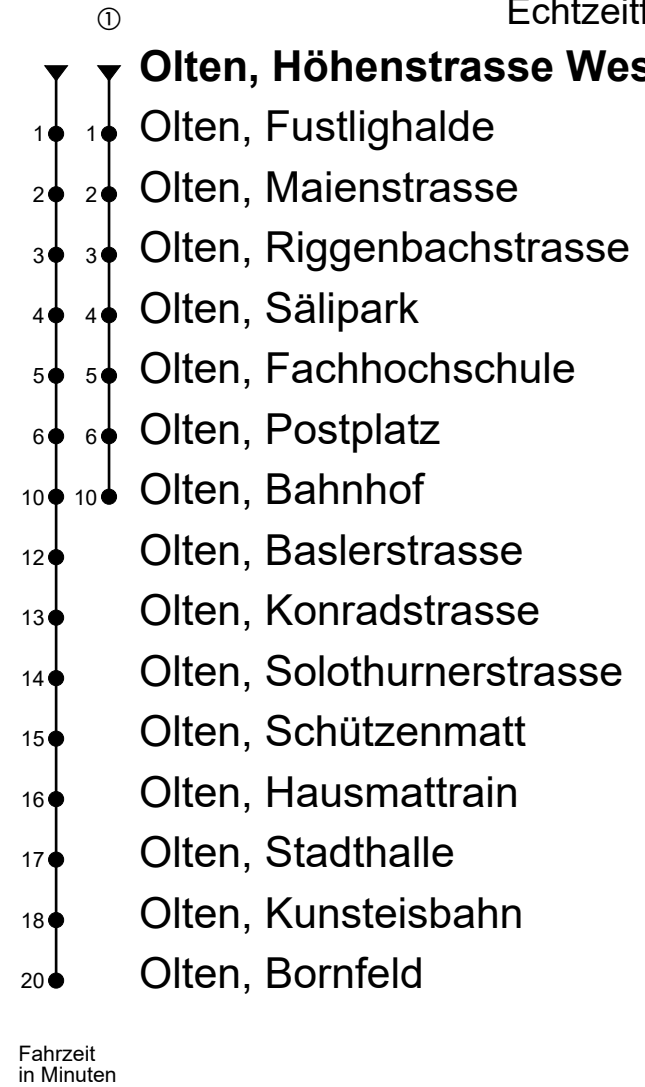 ① Echtzeitf
Olten, Höhenstrasse Wes
1 1 Olten, Fustlighalde
2 2 Olten, Maienstrasse
3 3 Olten, Riggenbachstrasse
4 4 Olten, Sälipark
5 5 Olten, Fachhochschule
6 6 Olten, Postplatz
10 10 Olten, Bahnhof
12 Olten, Baslerstrasse
13 Olten, Konradstrasse
14 Olten, Solothurnerstrasse
15 Olten, Schützenmatt
16 Olten, Hausmattrain
17 Olten, Stadthalle
18 Olten, Kunsteisbahn
20 Olten, Bornfeld
Fahrzeit
in Minuten